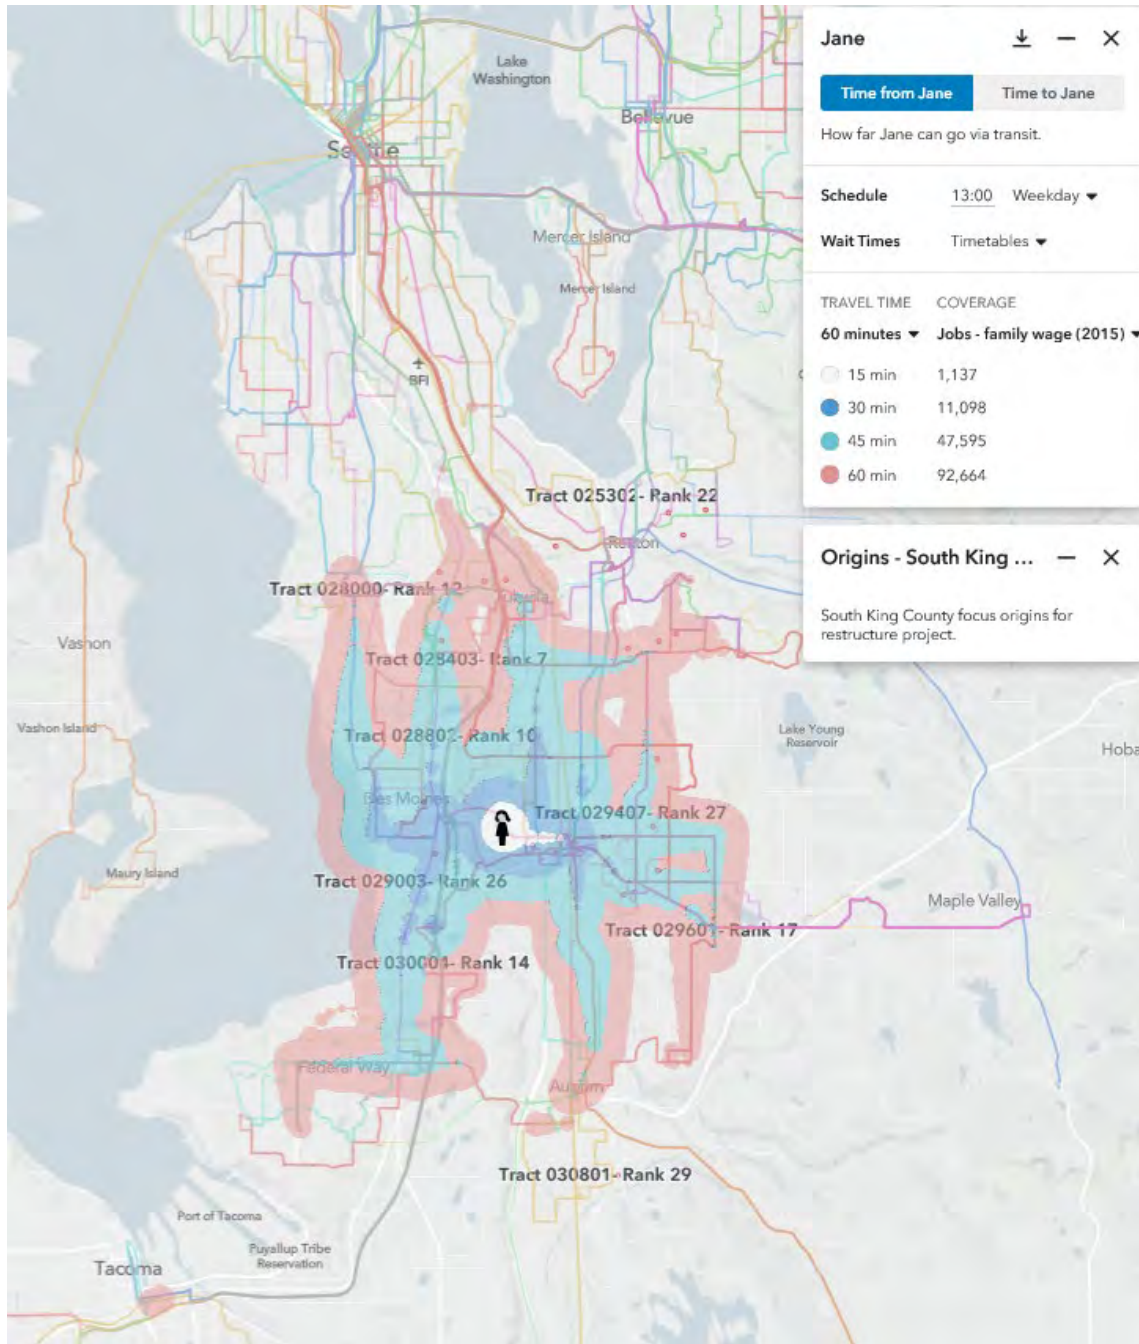 Jane
Time from Jane
Time to Jane
How far Jane can go via transit.
Schedule 13:00 Weekday
Wait Times Timetables
TRAVEL TIME COVERAGE
60 minutes Jobs - family wage (2015)
15 min 1,137
30 min 11,098
45 min 47,595
60 min 92,664
Origins - South King ...
South King County focus origins for
restructure project.
Lake
Washington
Bellevue
Seattle
Mercer Island
Mercer Island
BFI
Tract 025302- Rank 22
Renton
Tract 028000- Rank 12
Tukwila
Vashon
Tract 028403- Rank 7
Vashon Island
Tract 028802- Rank 10
Lake Young
Reservoir
Hoba
Des Moines
Tract 029407- Rank 27
Maury Island
Tract 029003- Rank 26
Maple Valley
Tract 029601- Rank 17
Tract 030001- Rank 14
Federal Way
Auburn
Tract 030801- Rank 29
Port of Tacoma
Puyallup Tribe
Reservation
Tacoma